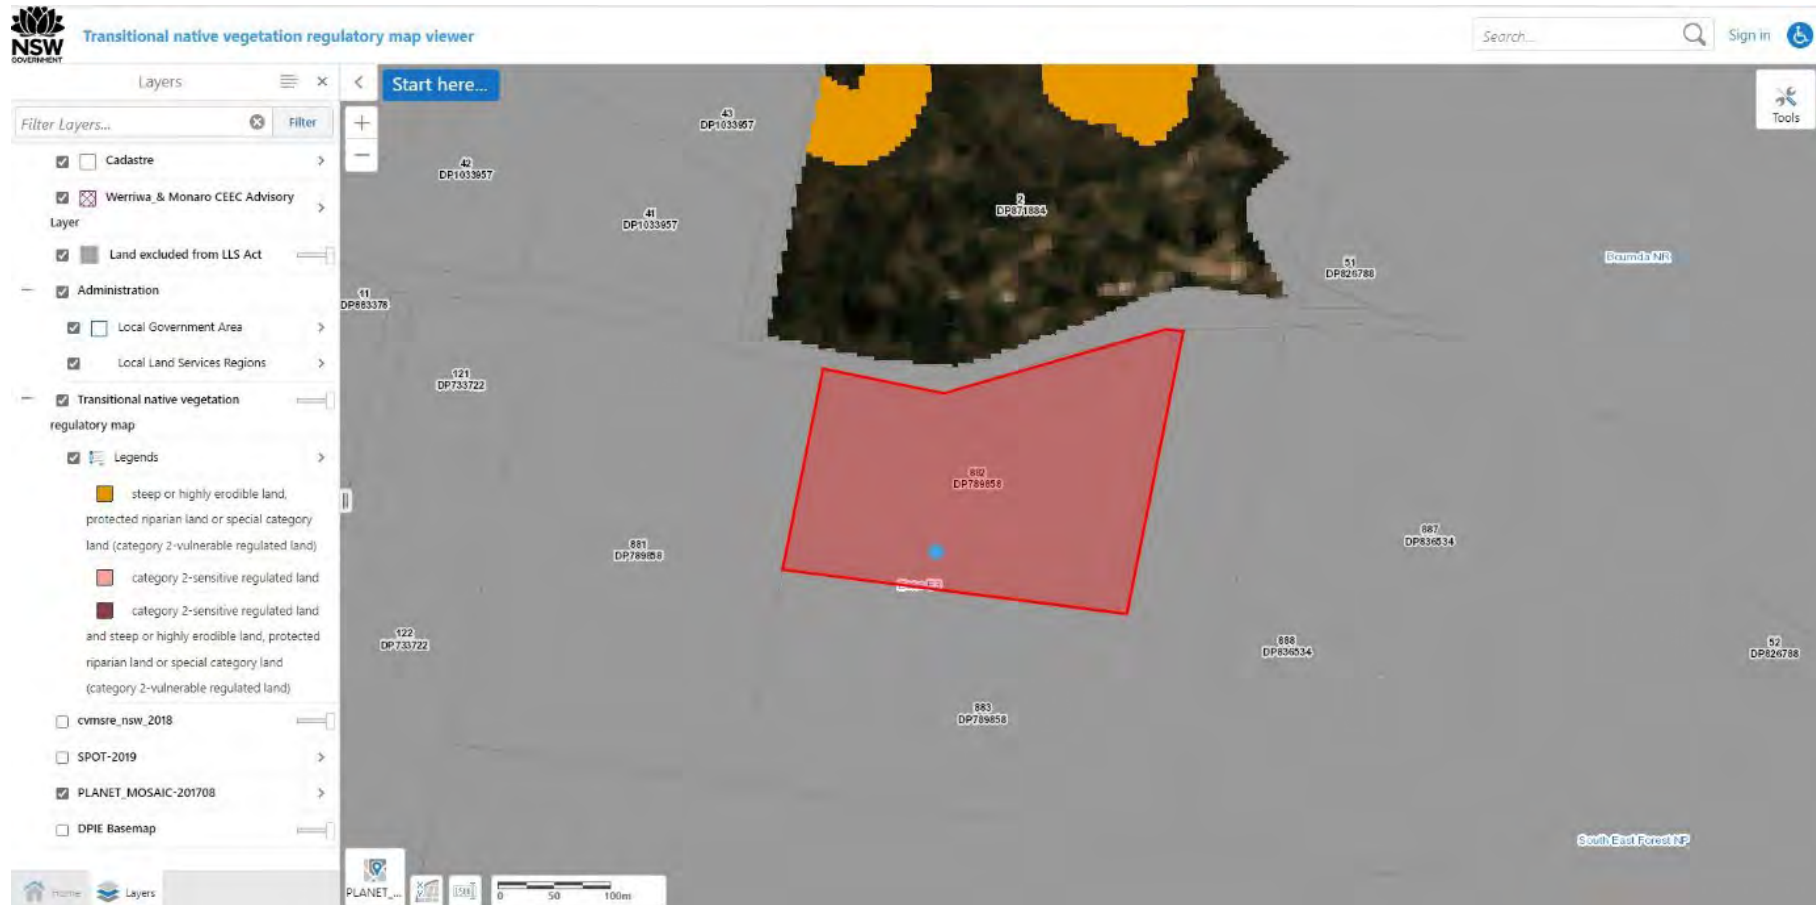 NSW
GOVERNMENT
Transitional native vegetation regulatory map viewer
Search...
Sign in
Layers
Start here...
Filter Layers...
Filter
Tools
Cadastre
Werriwa_& Monaro CEEC Advisory
Layer
Land excluded from LLS Act
Administration
Local Government Area
Local Land Services Regions
Transitional native vegetation
regulatory map
Legends
steep or highly erodible land,
protected riparian land or special category
land (category 2-vulnerable regulated land)
category 2-sensitive regulated land
category 2-sensitive regulated land
and steep or highly erodible land, protected
riparian land or special category land
(category 2-vulnerable regulated land)
cvmsre_nsw_2018
SPOT-2019
PLANET_MOSAIC-201708
DPIE Basemap
Home
Layers
43
DP1033957
42
DP1033957
41
DP1033957
2
DP871884
51
DP826788
Bournda NR
11
DP883378
121
DP733722
882
DP789858
881
DP789858
887
DP836534
122
DP733722
888
DP836534
52
DP826788
883
DP789858
South East Forest NP
PLANET_...
0
50
100m